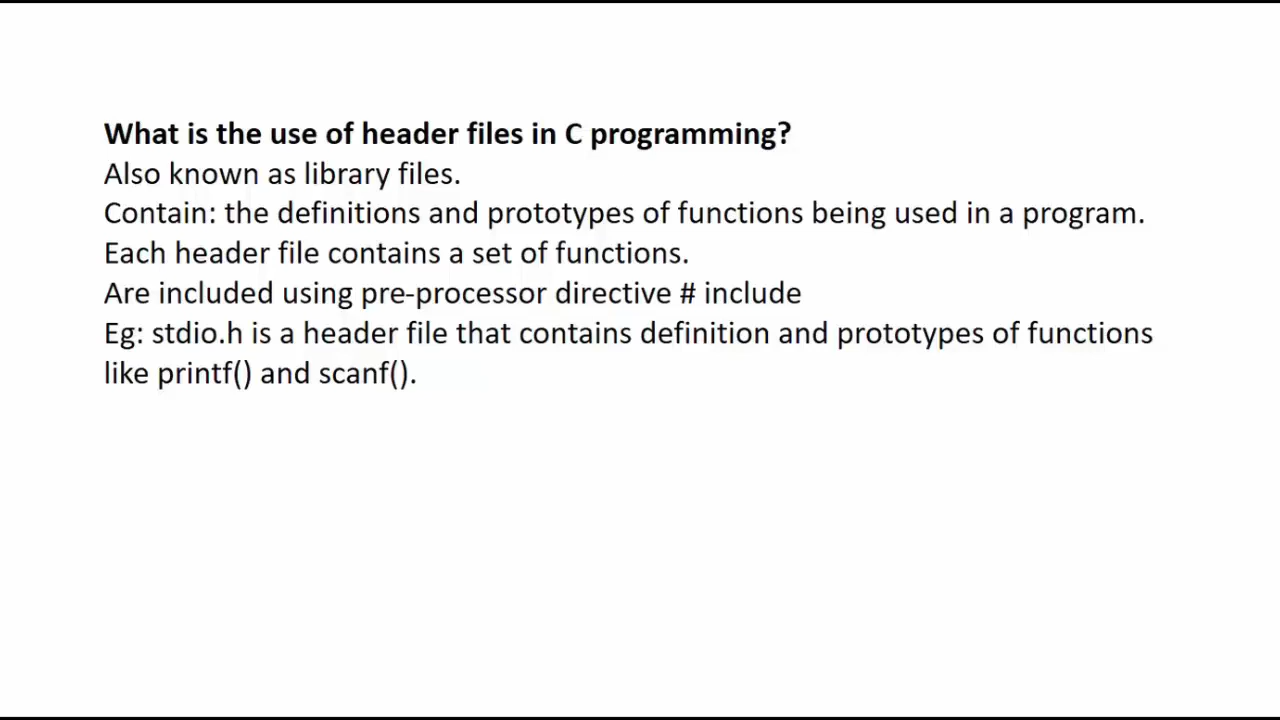 What is the use of header files in C programming?
Also known as library files.
Contain: the definitions and prototypes of functions being used in a program.
Each header file contains a set of functions.
Are included using pre-processor directive # include
Eg: stdio.h is a header file that contains definition and prototypes of functions
like printf() and scanf().